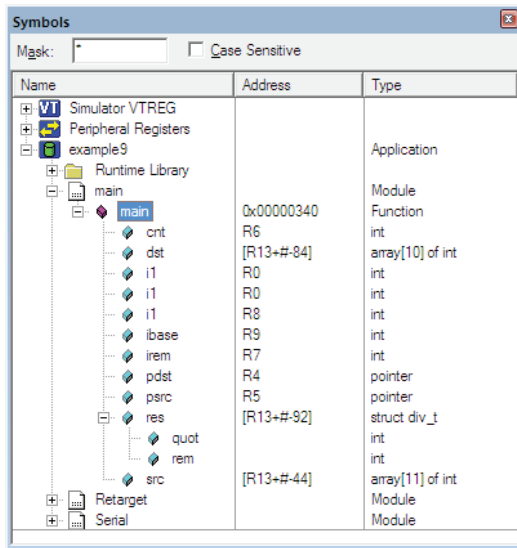 Symbols
Mask: * Case Sensitive
Name Address Type
VT Simulator VTREG
Peripheral Registers
example9 Application
Runtime Library
main Module
main 0x00000340 Function
cnt R6 int
dst [R13+#-84] array[10] of int
i1 R0 int
i1 R0 int
i1 R8 int
ibase R9 int
irem R7 int
pdst R4 pointer
psrc R5 pointer
res [R13+#-92] struct div_t
quot int
rem int
src [R13+#-44] array[11] of int
Retarget Module
Serial Module